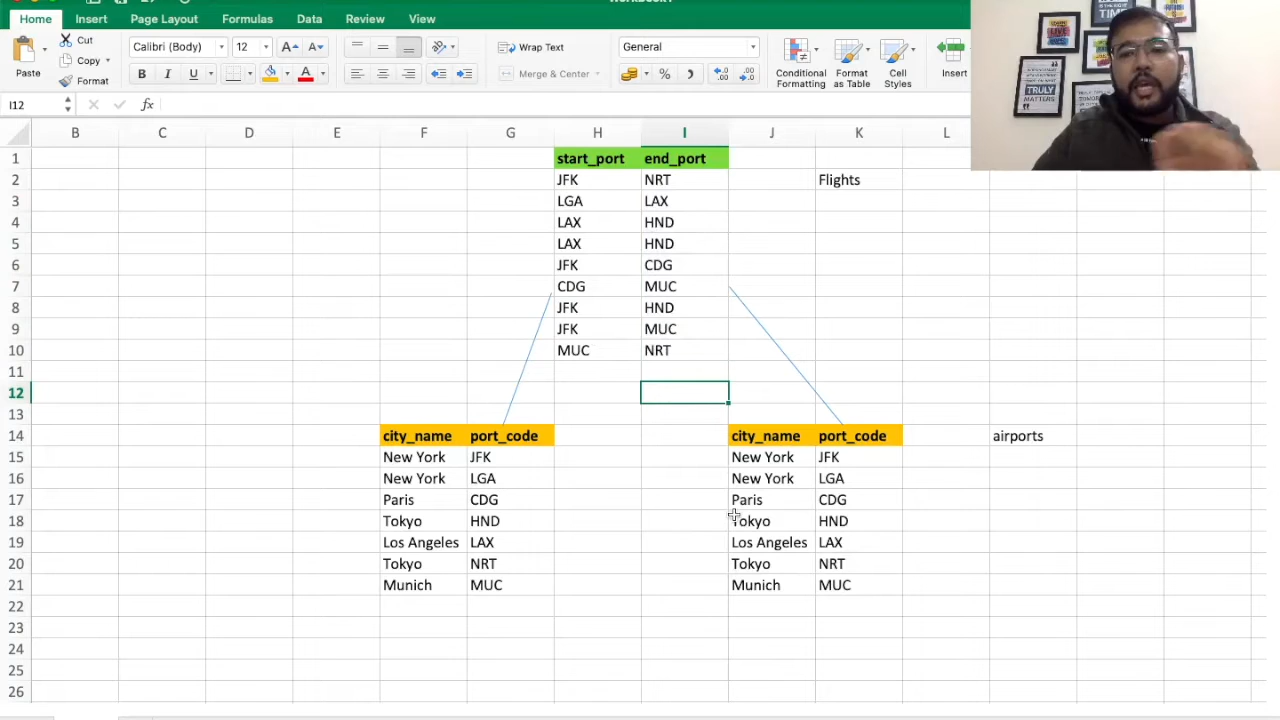 Home Insert Page Layout Formulas Data Review View
Cut
Copy
Format
Paste
Calibri (Body) 12 A A
B I U A
Wrap Text
Merge & Center
General
%
Conditional Formatting
Format as Table
Cell Styles
Insert
I12 fx
B C D E F G H I J K L
1 start_port end_port
2 JFK NRT Flights
3 LGA LAX
4 LAX HND
5 LAX HND
6 JFK CDG
7 CDG MUC
8 JFK HND
9 JFK MUC
10 MUC NRT
11
12
13
14 city_name port_code city_name port_code airports
15 New York JFK New York JFK
16 New York LGA New York LGA
17 Paris CDG Paris CDG
18 Tokyo HND Tokyo HND
19 Los Angeles LAX Los Angeles LAX
20 Tokyo NRT Tokyo NRT
21 Munich MUC Munich MUC
22
23
24
25
26
TIME
TRULY
MATTERS